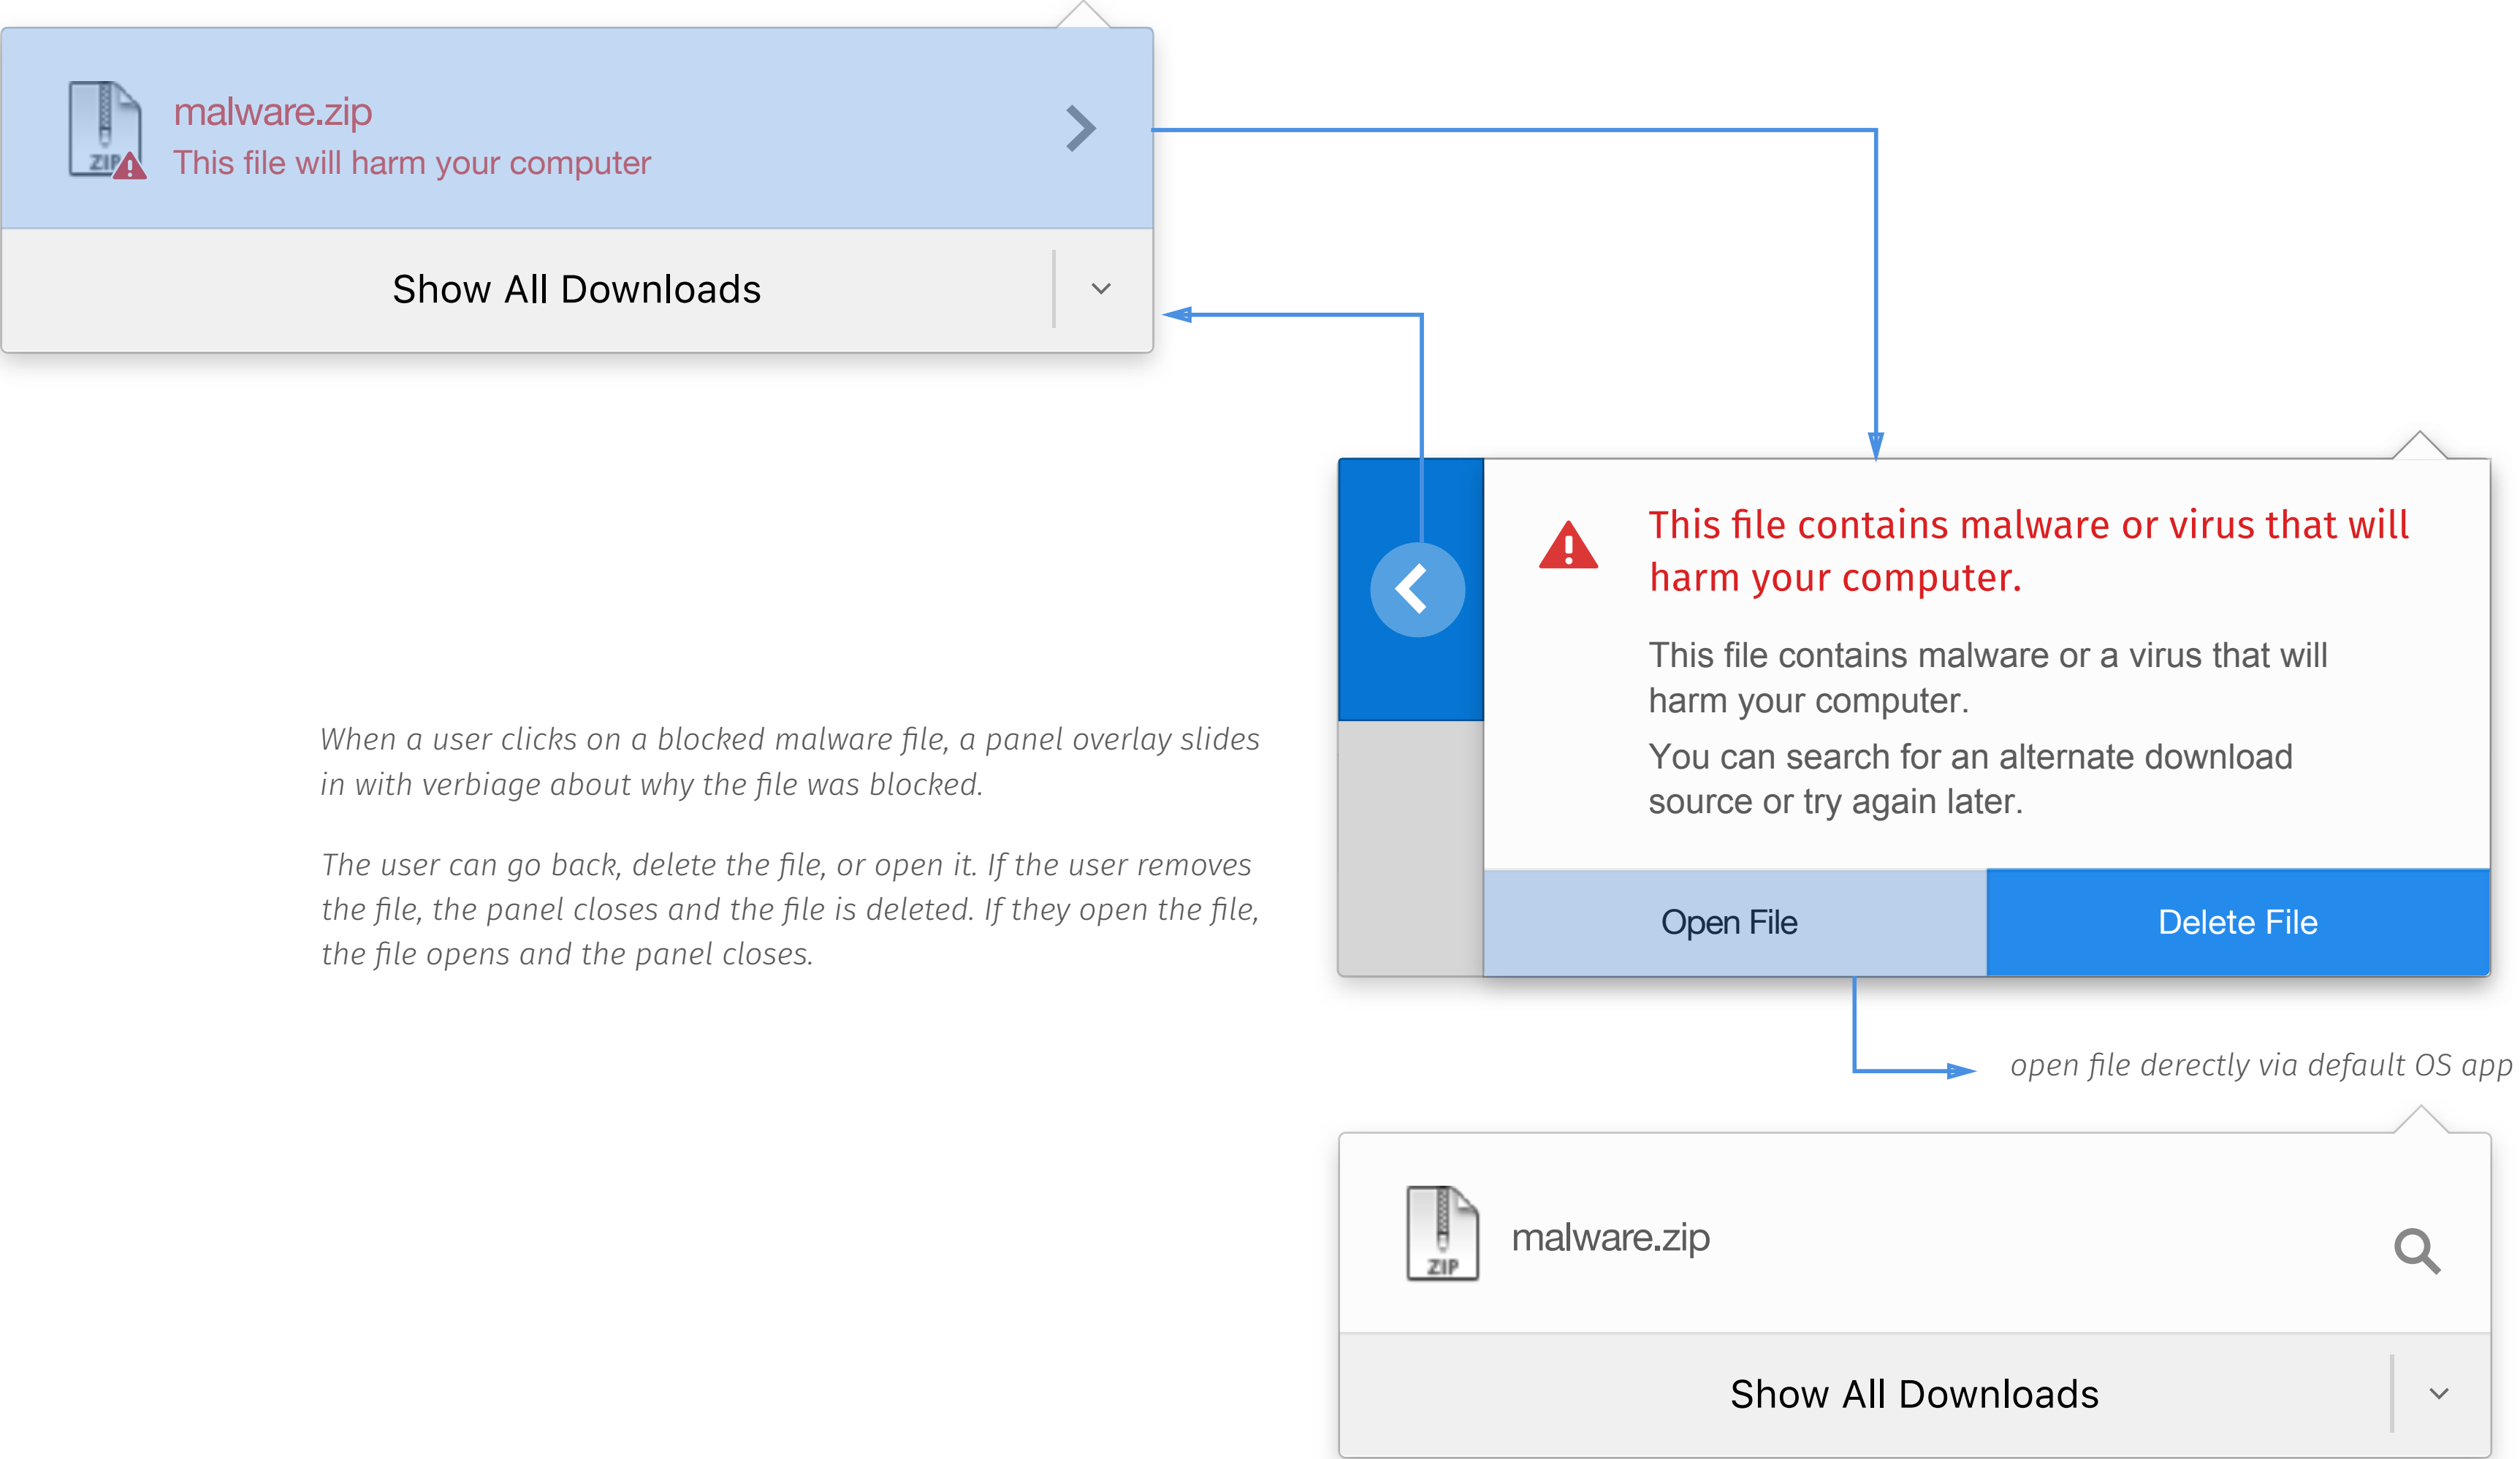 malware.zip
This file will harm your computer
ZIP
Show All Downloads
This file contains malware or virus that will
harm your computer.
This file contains malware or a virus that will
harm your computer.
You can search for an alternate download
source or try again later.
Open File
Delete File
When a user clicks on a blocked malware file, a panel overlay slides
in with verbiage about why the file was blocked.
The user can go back, delete the file, or open it. If the user removes
the file, the panel closes and the file is deleted. If they open the file,
the file opens and the panel closes.
open file derectly via default OS app
malware.zip
ZIP
Show All Downloads